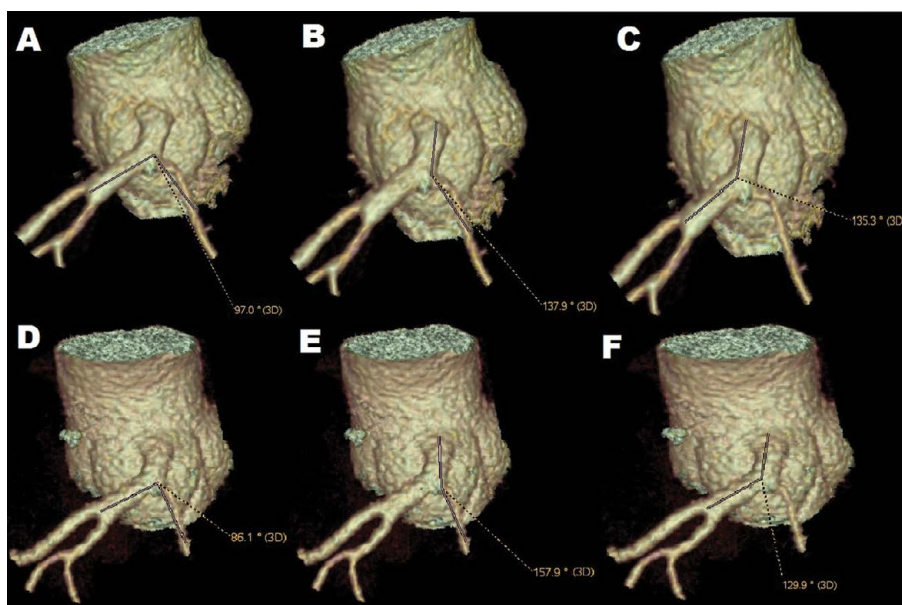 A
B
C
97.0 ° (3D)
137.9 ° (3D)
135.3 ° (3D
D
E
F
86.1 ° (3D)
157.9 ° (3D)
129.9 ° (3D)